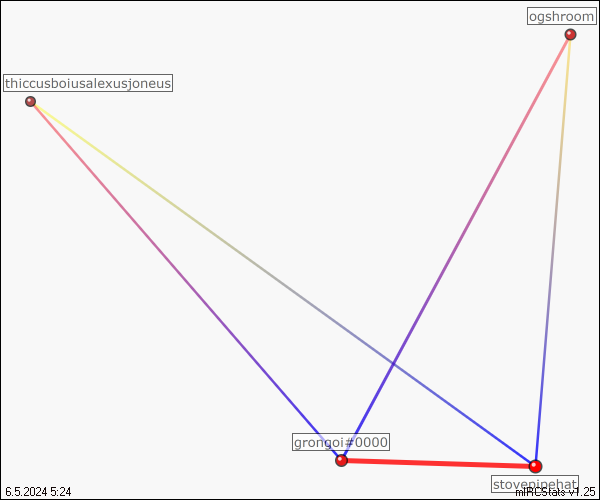 ogshroom
thiccusboiusalexusjoneus
grongoi#0000
stovepipehat
6.5.2024 5:24
mIRCStats v1.25